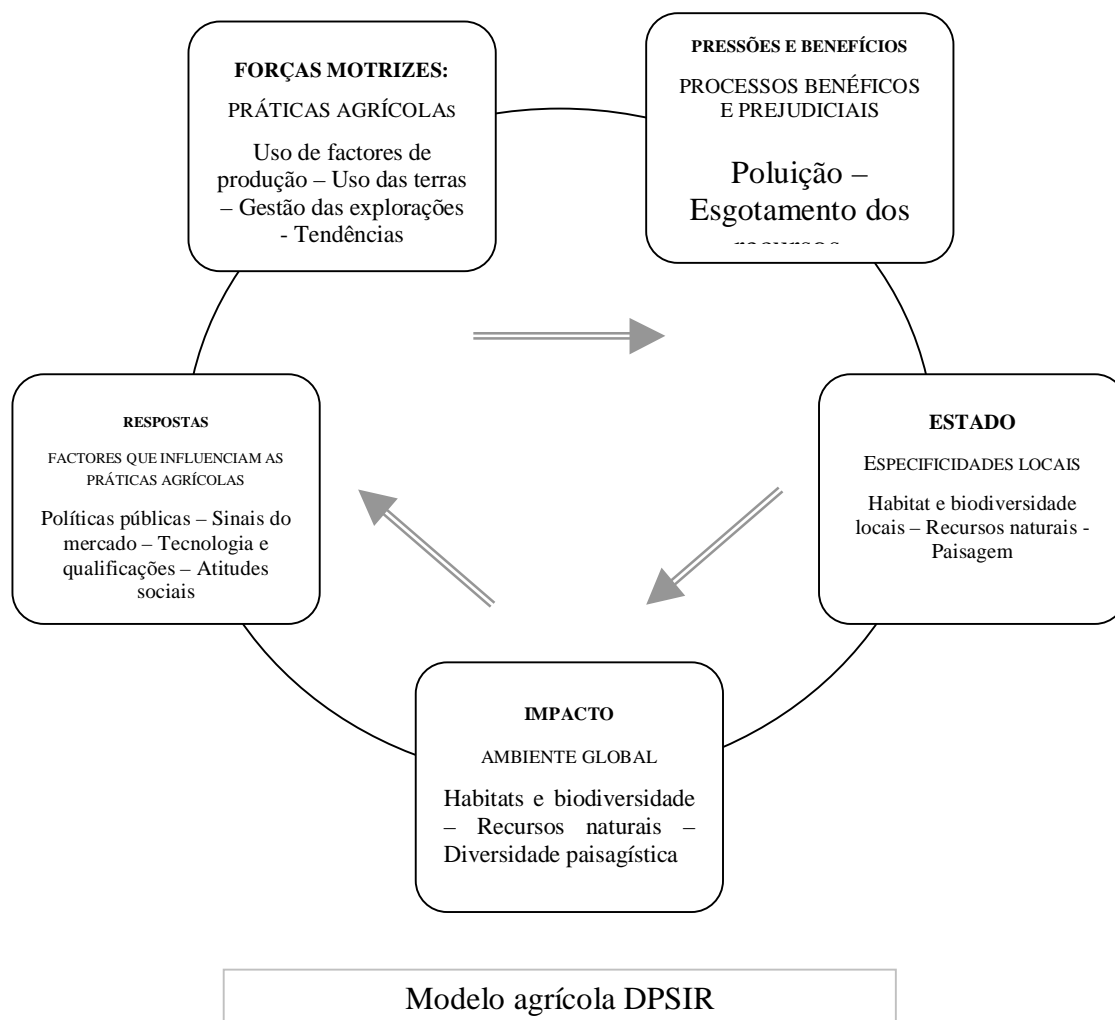 FORÇAS MOTRIZES:
PRÁTICAS AGRÍCOLAs
Uso de factores de
produção – Uso das terras
– Gestão das explorações
- Tendências
PRESSÕES E BENEFÍCIOS
PROCESSOS BENÉFICOS
E PREJUDICIAIS
Poluição –
Esgotamento dos
ESTADO
ESPECIFICIDADES LOCAIS
Habitat e biodiversidade
locais – Recursos naturais -
Paisagem
IMPACTO
AMBIENTE GLOBAL
Habitats e biodiversidade
– Recursos naturais –
Diversidade paisagística
RESPOSTAS
FACTORES QUE INFLUENCIAM AS
PRÁTICAS AGRÍCOLAS
Políticas públicas – Sinais do
mercado – Tecnologia e
qualificações – Atitudes
sociais
Modelo agrícola DPSIR